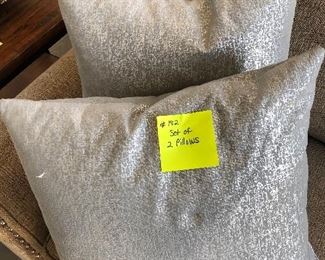 # 192
Set of
2 Pillows